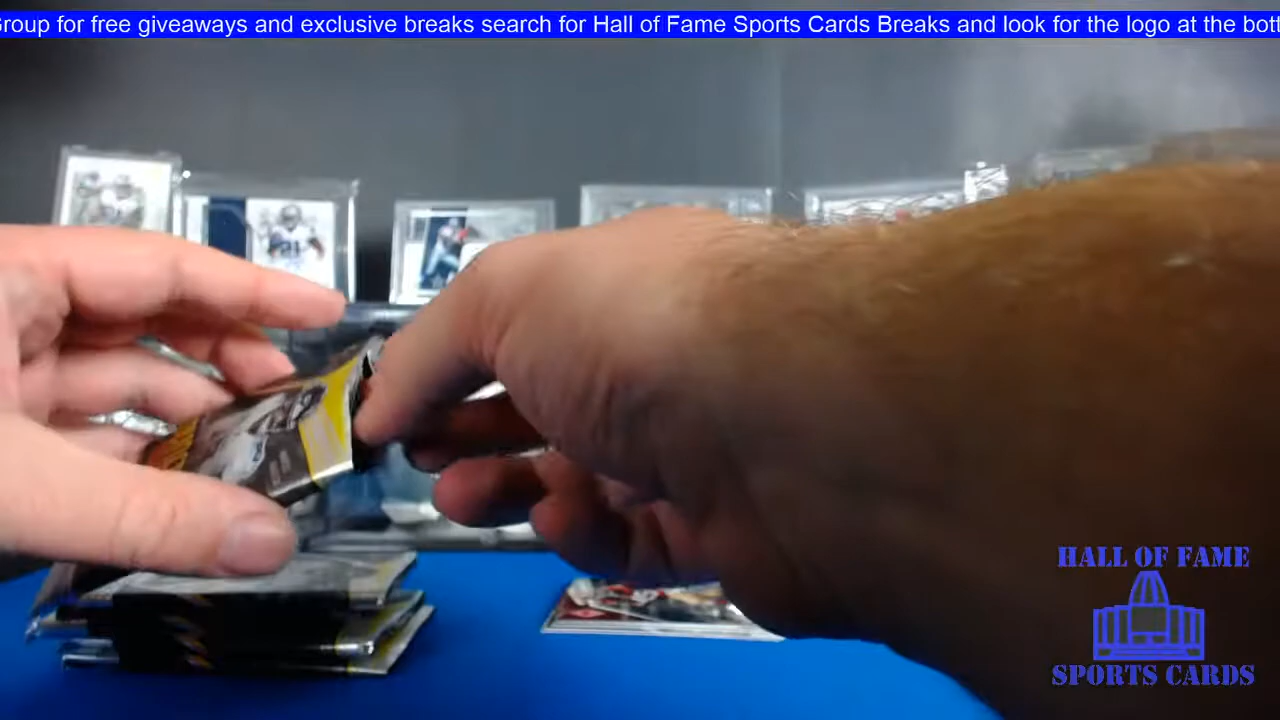 Group for free giveaways and exclusive breaks search for Hall of Fame Sports Cards Breaks and look for the logo at the bott
21
HALL OF FAME
SPORTS CARDS